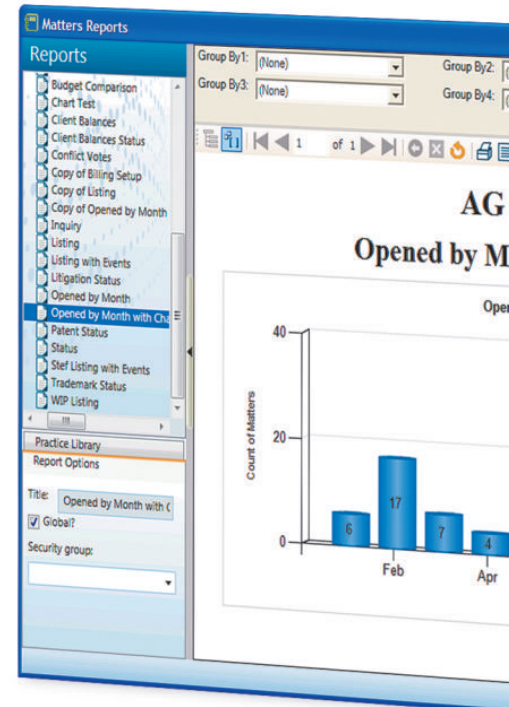 Matters Reports
Reports
Budget Comparison
Chart Test
Client Balances
Client Balances Status
Conflict Votes
Copy of Billing Setup
Copy of Listing
Copy of Opened by Month
Inquiry
Listing
Listing with Events
Litigation Status
Opened by Month
Opened by Month with Cha
Patent Status
Status
Stef Listing with Events
Trademark Status
WIP Listing
Practice Library
Report Options
Title: Opened by Month with (
Global?
Security group:
Group By1: (None) Group By2: (
Group By3: (None) Group By4: (
1 of 1
AG
Opened by M
Oper
40
20
0
Count of Matters
6 17 7 4
Feb Apr